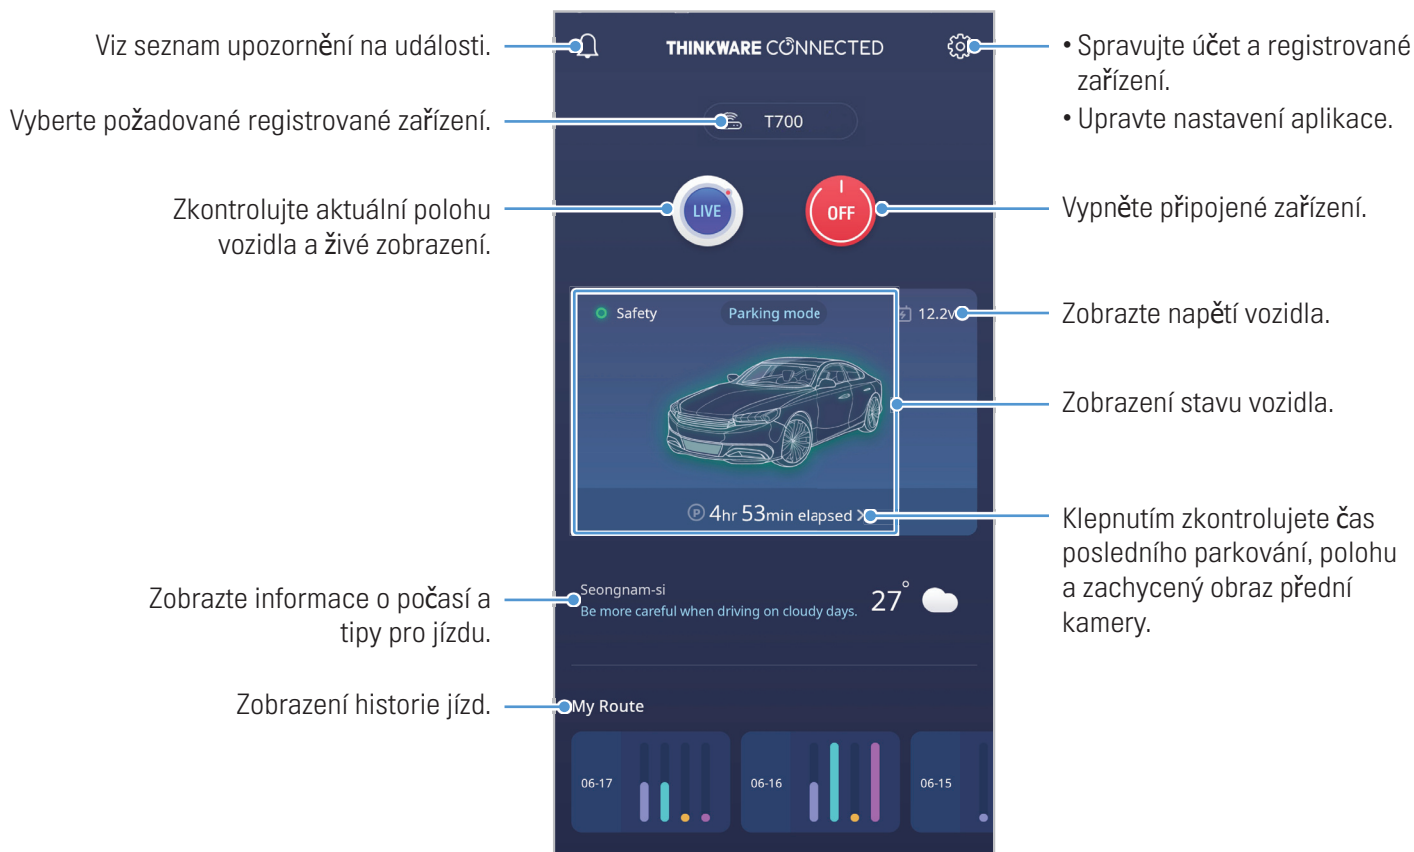 Viz seznam upozornění na události.
THINKWARE CONNECTED
• Spravujte účet a registrované
zařízení.
• Upravte nastavení aplikace.
Vyberte požadované registrované zařízení.
T700
Zkontrolujte aktuální polohu
vozidla a živé zobrazení.
LIVE
OFF
Vypněte připojené zařízení.
Safety
Parking mode
12.2v
Zobrazte napětí vozidla.
Zobrazení stavu vozidla.
P 4hr 53min elapsed
Klepnutím zkontrolujete čas
posledního parkování, polohu
a zachycený obraz přední
kamery.
Zobrazte informace o počasí a
tipy pro jízdu.
Seongnam-si
Be more careful when driving on cloudy days.
27°
Zobrazení historie jízd.
My Route
06-17
06-16
06-15